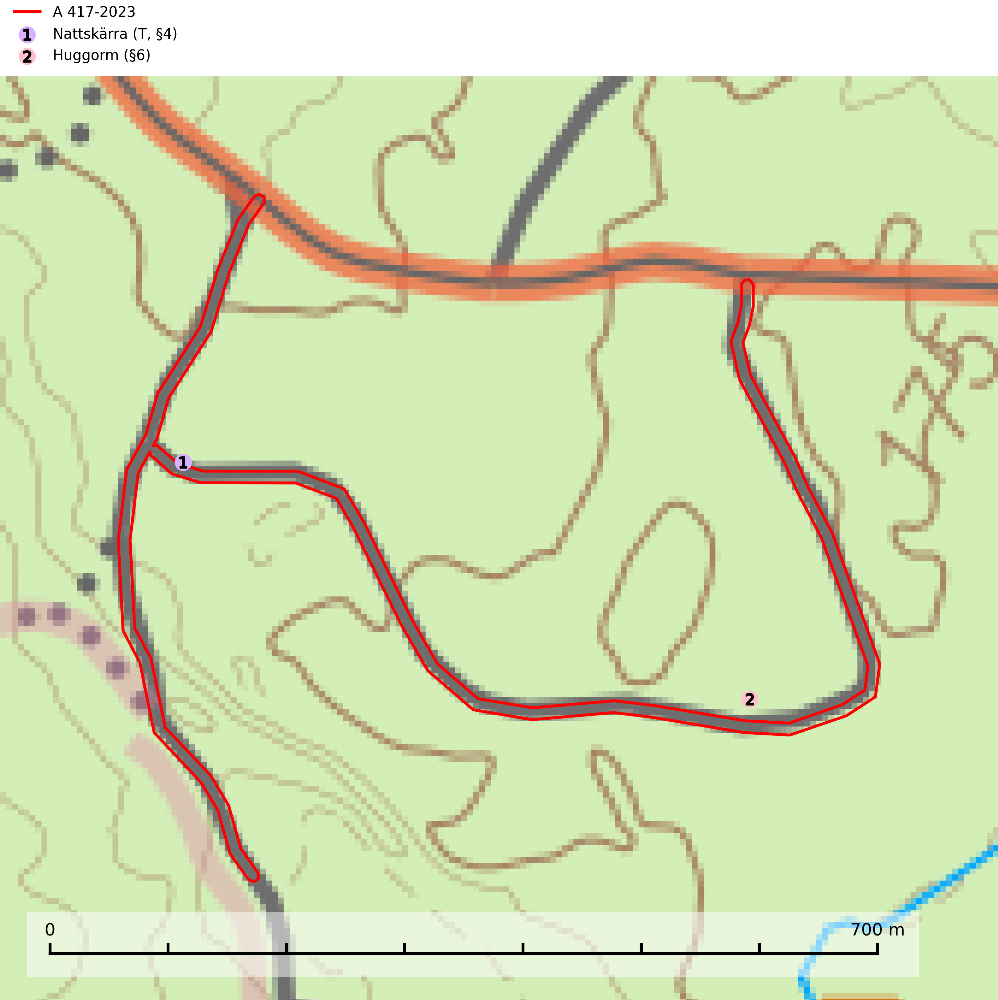 A 417-2023
1 Nattskärra (T, §4)
2 Huggorm (§6)
1
2
0 700 m